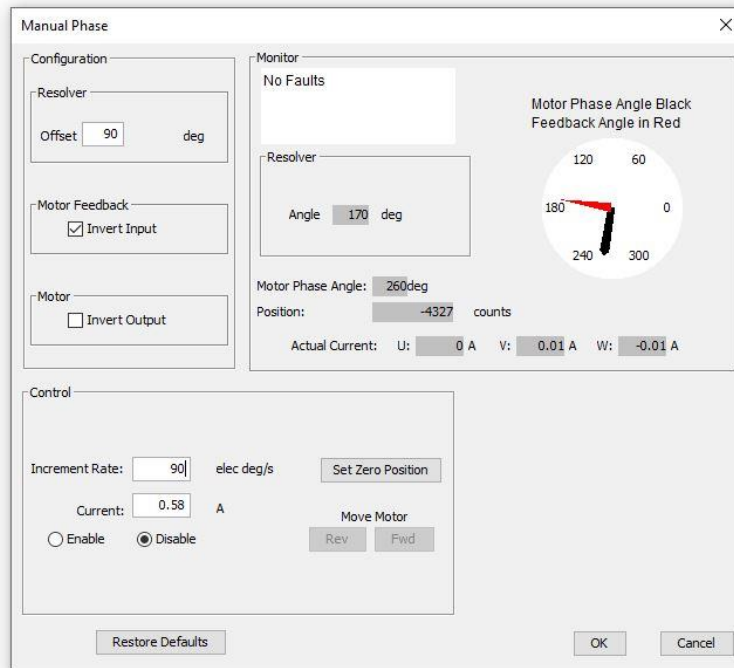 Manual Phase
Configuration
Resolver
Offset 90 deg
Motor Feedback
Invert Input
Motor
Invert Output
Monitor
No Faults
Resolver
Angle 170 deg
Motor Phase Angle Black
Feedback Angle in Red
120 60
180 0
240 300
Motor Phase Angle: 260deg
Position: -4327 counts
Actual Current: U: 0 A V: 0.01 A W: -0.01 A
Control
Increment Rate: 90 elec deg/s Set Zero Position
Current: 0.58 A
Move Motor
Enable Disable Rev Fwd
Restore Defaults OK Cancel